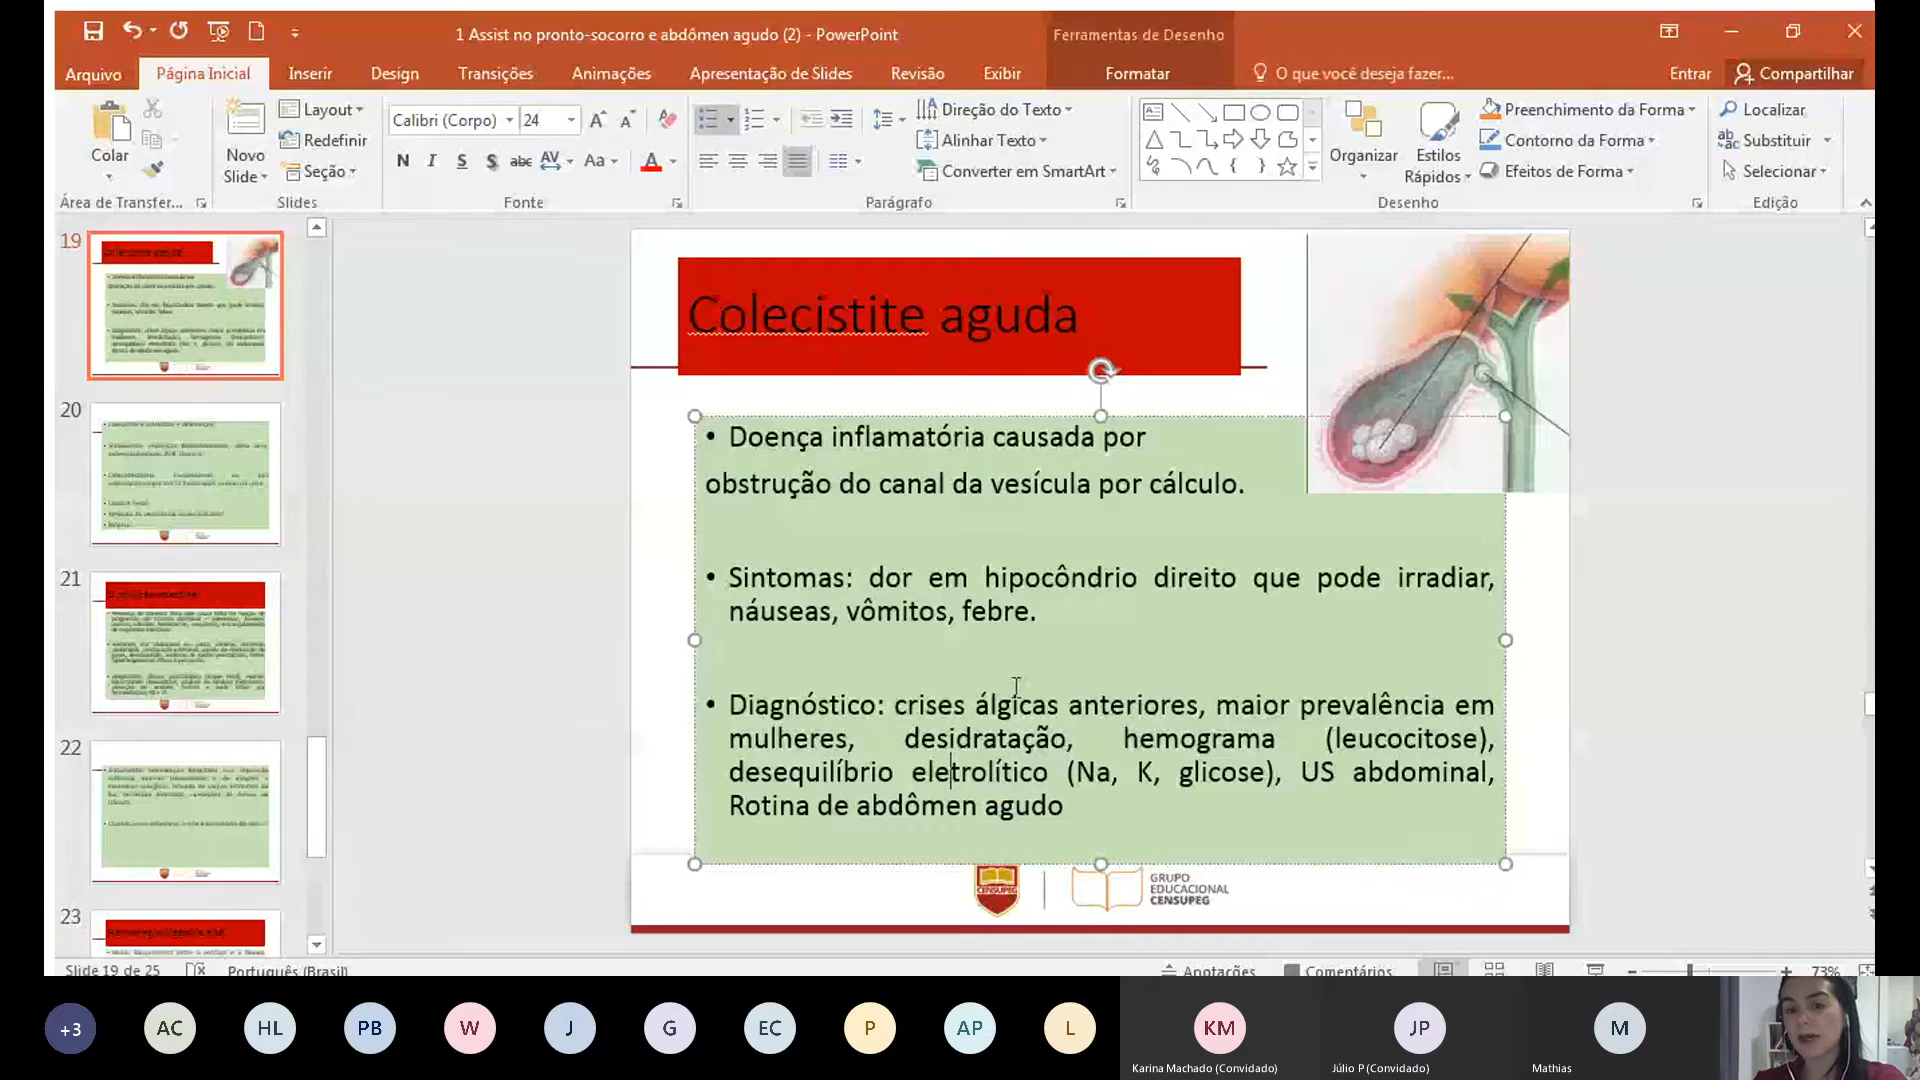 1 Assist no pronto-socorro e abdômen agudo (2) - PowerPoint
Ferramentas de Desenho
Arquivo
Página Inicial
Inserir
Design
Transições
Animações
Apresentação de Slides
Revisão
Exibir
Formatar
O que você deseja fazer...
Entrar
Compartilhar
Colar
Novo
Slide
Layout
Redefinir
Seção
Calibri (Corpo)
24
N I S S abc AV Aa A
Direção do Texto
Alinhar Texto
Converter em SmartArt
Organizar
Estilos
Rápidos
Preenchimento da Forma
Contorno da Forma
Efeitos de Forma
Localizar
Substituir
Selecionar
Área de Transfer...
Slides
Fonte
Parágrafo
Desenho
Edição
19
20
21
22
23
Colecistite aguda
• Doença inflamatória causada por
obstrução do canal da vesícula por cálculo.
• Sintomas: dor em hipocôndrio direito que pode irradiar,
náuseas, vômitos, febre.
• Diagnóstico: crises álgicas anteriores, maior prevalência em
mulheres, desidratação, hemograma (leucocitose),
desequilíbrio eletrolítico (Na, K, glicose), US abdominal,
Rotina de abdômen agudo
CENSUPEG
GRUPO
EDUCACIONAL
CENSUPEG
Slide 19 de 25
Português (Brasil)
Anotações
Comentários
73%
+3
AC
HL
PB
W
J
G
EC
P
AP
L
KM
JP
M
Karina Machado (Convidado)
Júlio P (Convidado)
Mathias